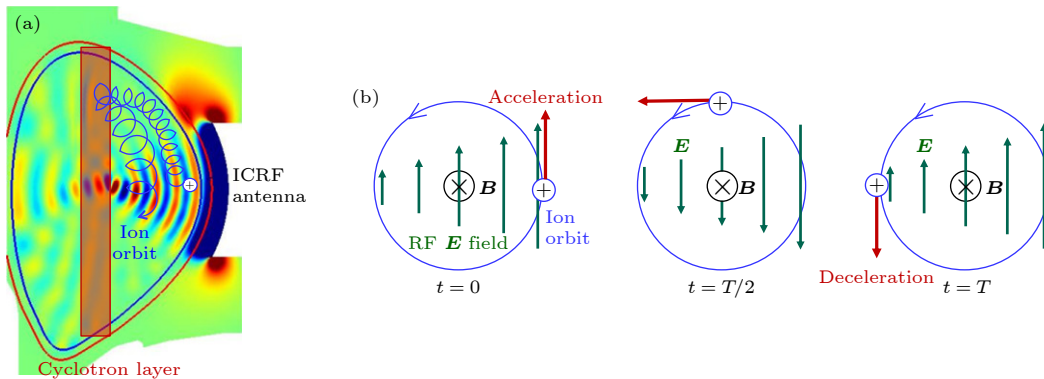 (a)
ICRF
antenna
Ion
orbit
Cyclotron layer
(b)
Acceleration
B
Ion
orbit
RF E field
t = 0
E
B
t = T/2
E
B
Deceleration
t = T